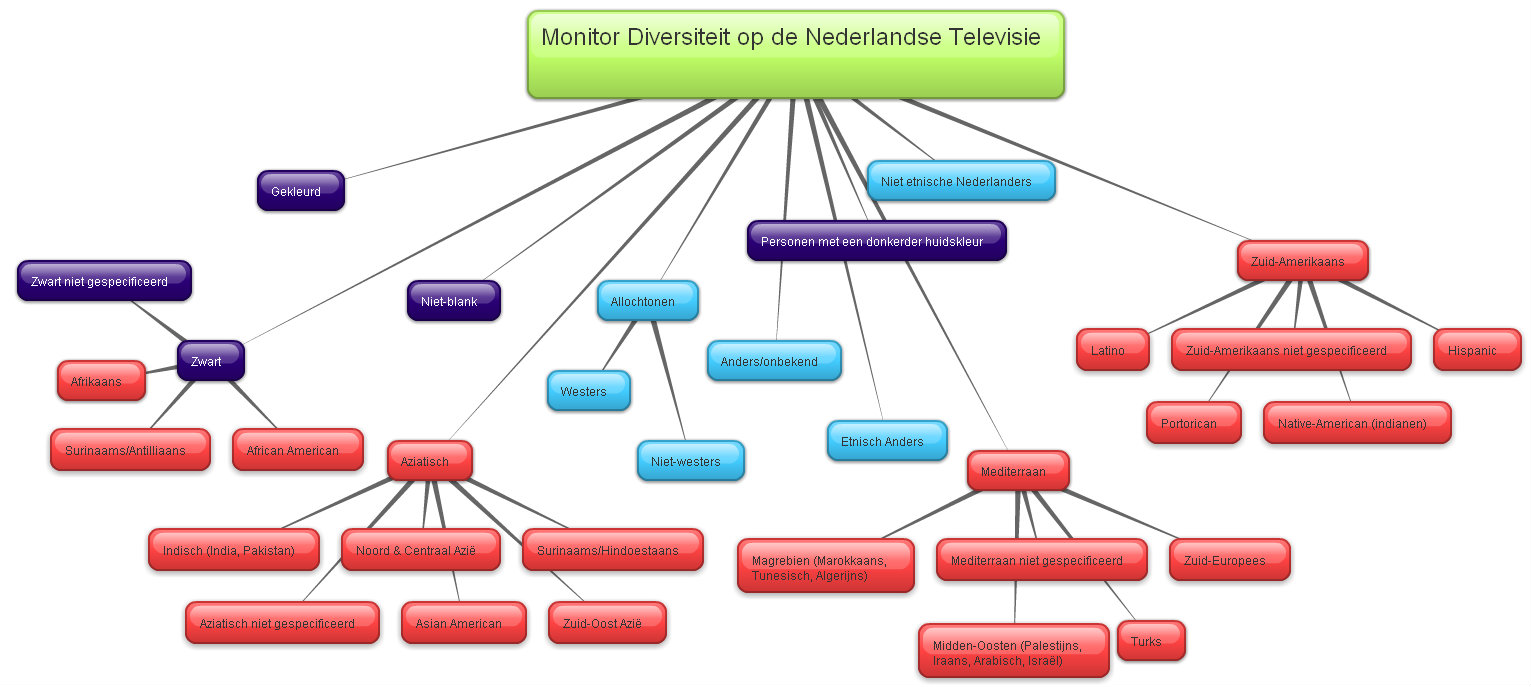 Monitor Diversiteit op de Nederlandse Televisie
Niet etnische Nederlanders
Gekleurd
Personen met een donkerder huidskleur
Zuid-Amerikaans
Zwart niet gespecificeerd
Niet-blank
Allochtonen
Latino
Zuid-Amerikaans niet gespecificeerd
Hispanic
Zwart
Anders/onbekend
Afrikaans
Westers
Portorican
Native-American (indianen)
Surinaams/Antilliaans
African American
Etnisch Anders
Aziatisch
Niet-westers
Mediterraan
Indisch (India, Pakistan)
Noord & Centraal Azië
Surinaams/Hindoestaans
Magrebien (Marokkaans,
Tunesisch, Algerijns)
Mediterraan niet gespecificeerd
Zuid-Europees
Aziatisch niet gespecificeerd
Asian American
Zuid-Oost Azië
Midden-Oosten (Palestijns,
Iraans, Arabisch, Israël)
Turks